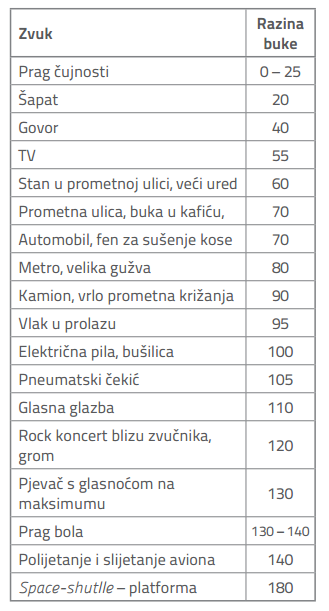 Zvuk Razina
buke
Prag čujnosti 0 – 25
Šapat 20
Govor 40
TV 55
Stan u prometnoj ulici, veći ured 60
Prometna ulica, buka u kafiću, 70
Automobil, fen za sušenje kose 70
Metro, velika gužva 80
Kamion, vrlo prometna križanja 90
Vlak u prolazu 95
Električna pila, bušilica 100
Pneumatski čekić 105
Glasna glazba 110
Rock koncert blizu zvučnika,
grom 120
Pjevač s glasnoćom na
maksimumu 130
Prag bola 130 – 140
Polijetanje i slijetanje aviona 140
Space-shutlle – platforma 180